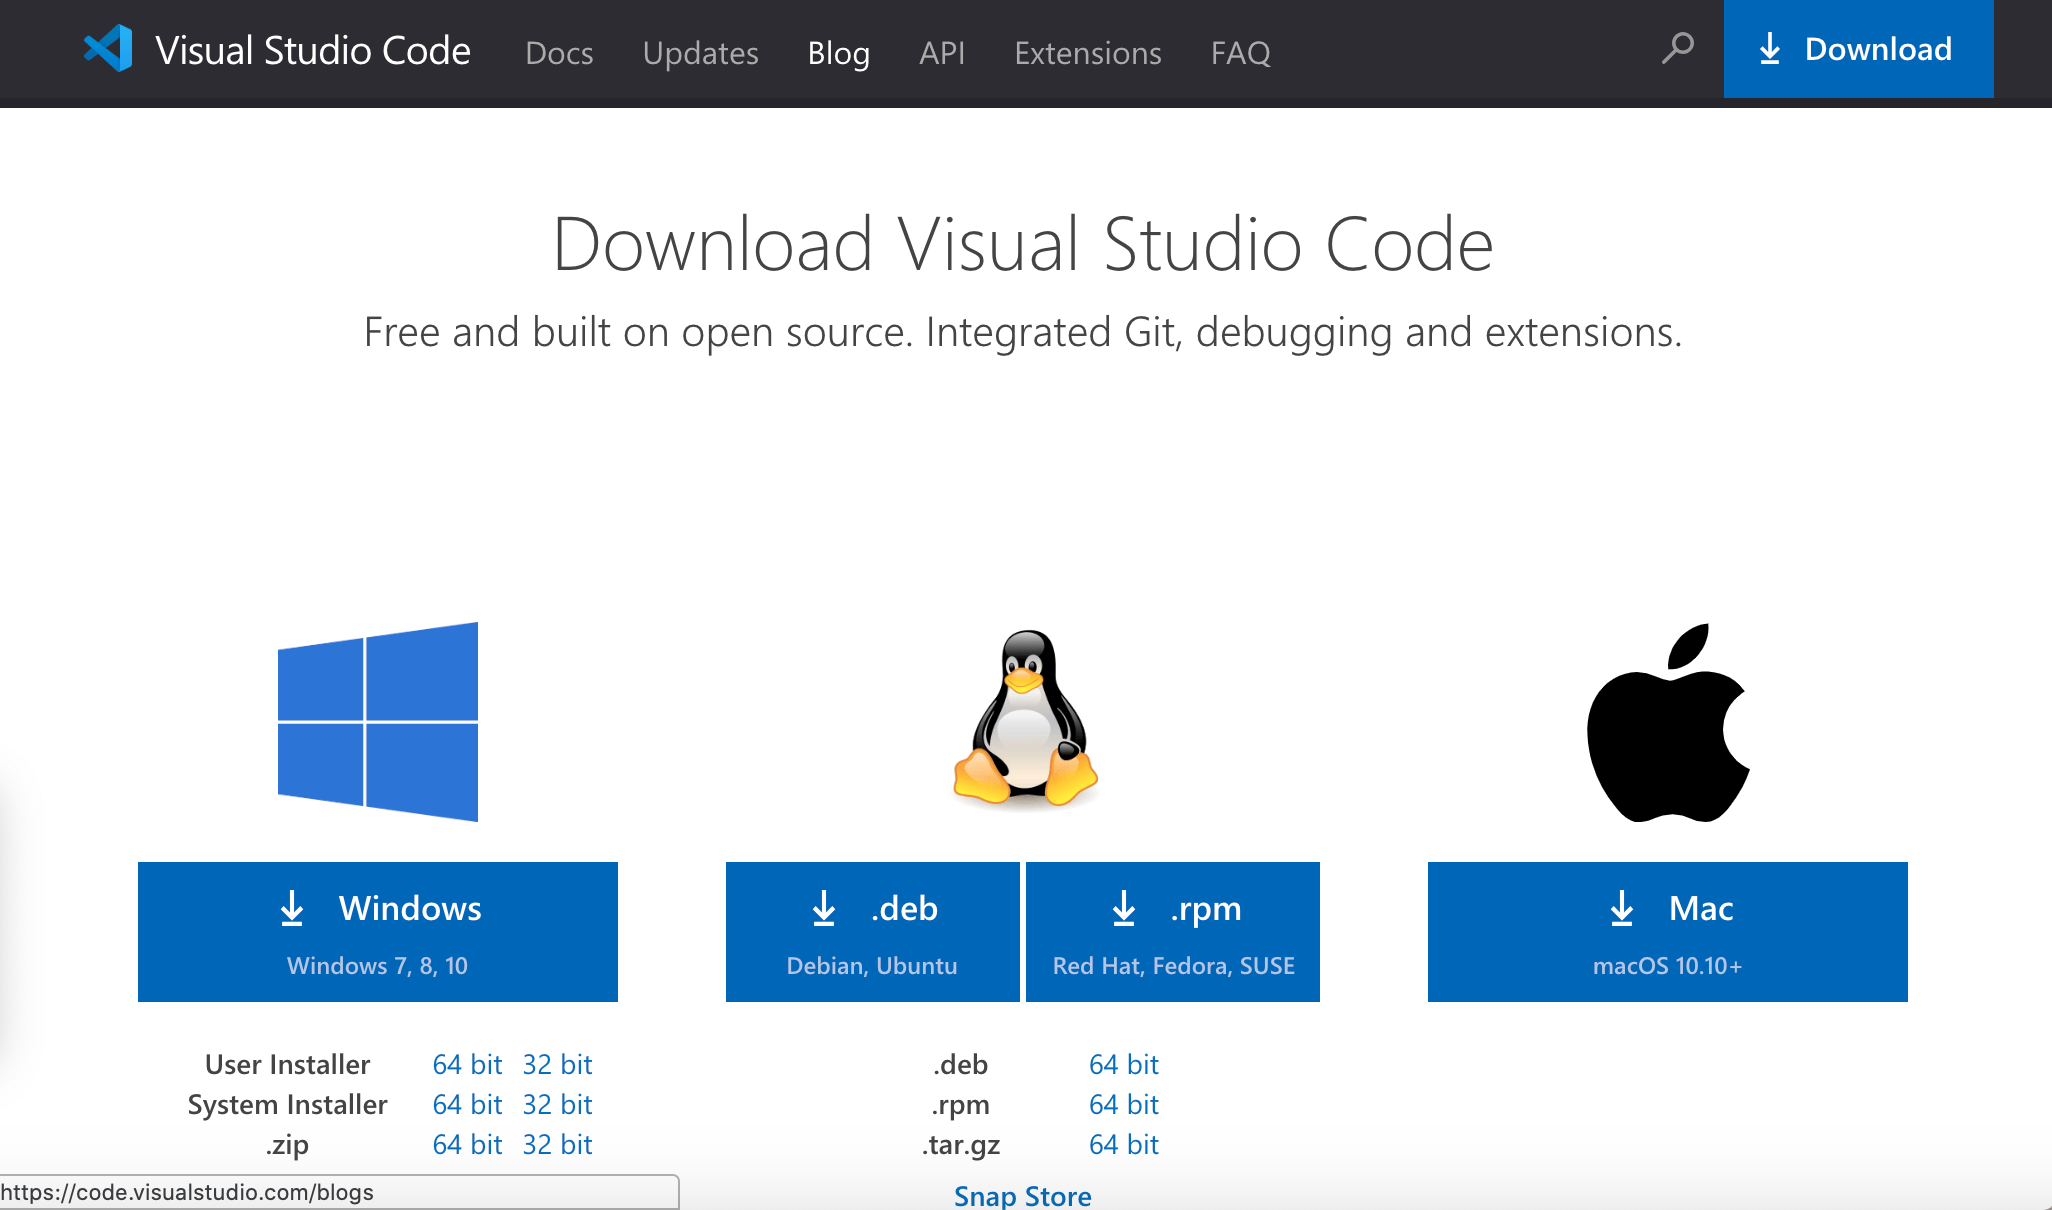 Visual Studio Code Docs Updates Blog API Extensions FAQ Download
Download Visual Studio Code
Free and built on open source. Integrated Git, debugging and extensions.
Windows
Windows 7, 8, 10
.deb
Debian, Ubuntu
.rpm
Red Hat, Fedora, SUSE
Mac
macOS 10.10+
User Installer 64 bit 32 bit
System Installer 64 bit 32 bit
.zip 64 bit 32 bit
.deb 64 bit
.rpm 64 bit
.tar.gz 64 bit
Snap Store
https://code.visualstudio.com/blogs